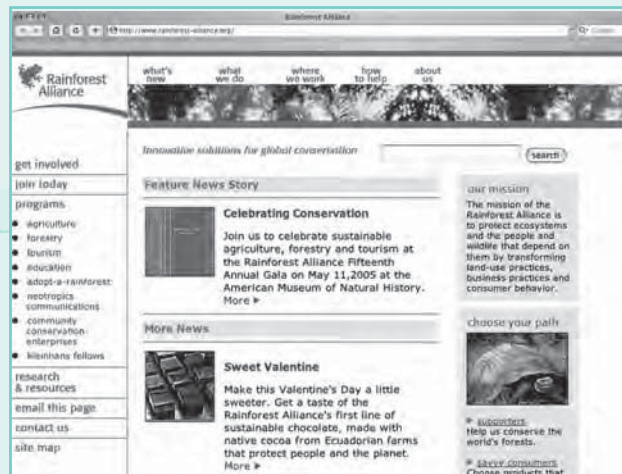 Rainforest Alliance
http://www.rainforest-alliance.org/
Rainforest
Alliance
what's
new
what
we do
where
we work
how
to help
about
us
Innovative solutions for global conservation
search
get involved
join today
programs
agriculture
forestry
tourism
education
adopt-a-rainforest
neotropics
communications
community
conservation
enterprises
kleinhans fellows
research
& resources
email this page
contact us
site map
Feature News Story
Celebrating Conservation
Join us to celebrate sustainable
agriculture, forestry and tourism at
the Rainforest Alliance Fifteenth
Annual Gala on May 11,2005 at the
American Museum of Natural History.
More ►
More News
Sweet Valentine
Make this Valentine's Day a little
sweeter. Get a taste of the
Rainforest Alliance's first line of
sustainable chocolate, made with
native cocoa from Ecuadorian farms
that protect people and the planet.
More ►
our mission
The mission of the
Rainforest Alliance is
to protect ecosystems
and the people and
wildlife that depend on
them by transforming
land-use practices,
business practices and
consumer behavior.
choose your path
supporters
Help us conserve the
world's forests.
savvy consumers
Choose products that